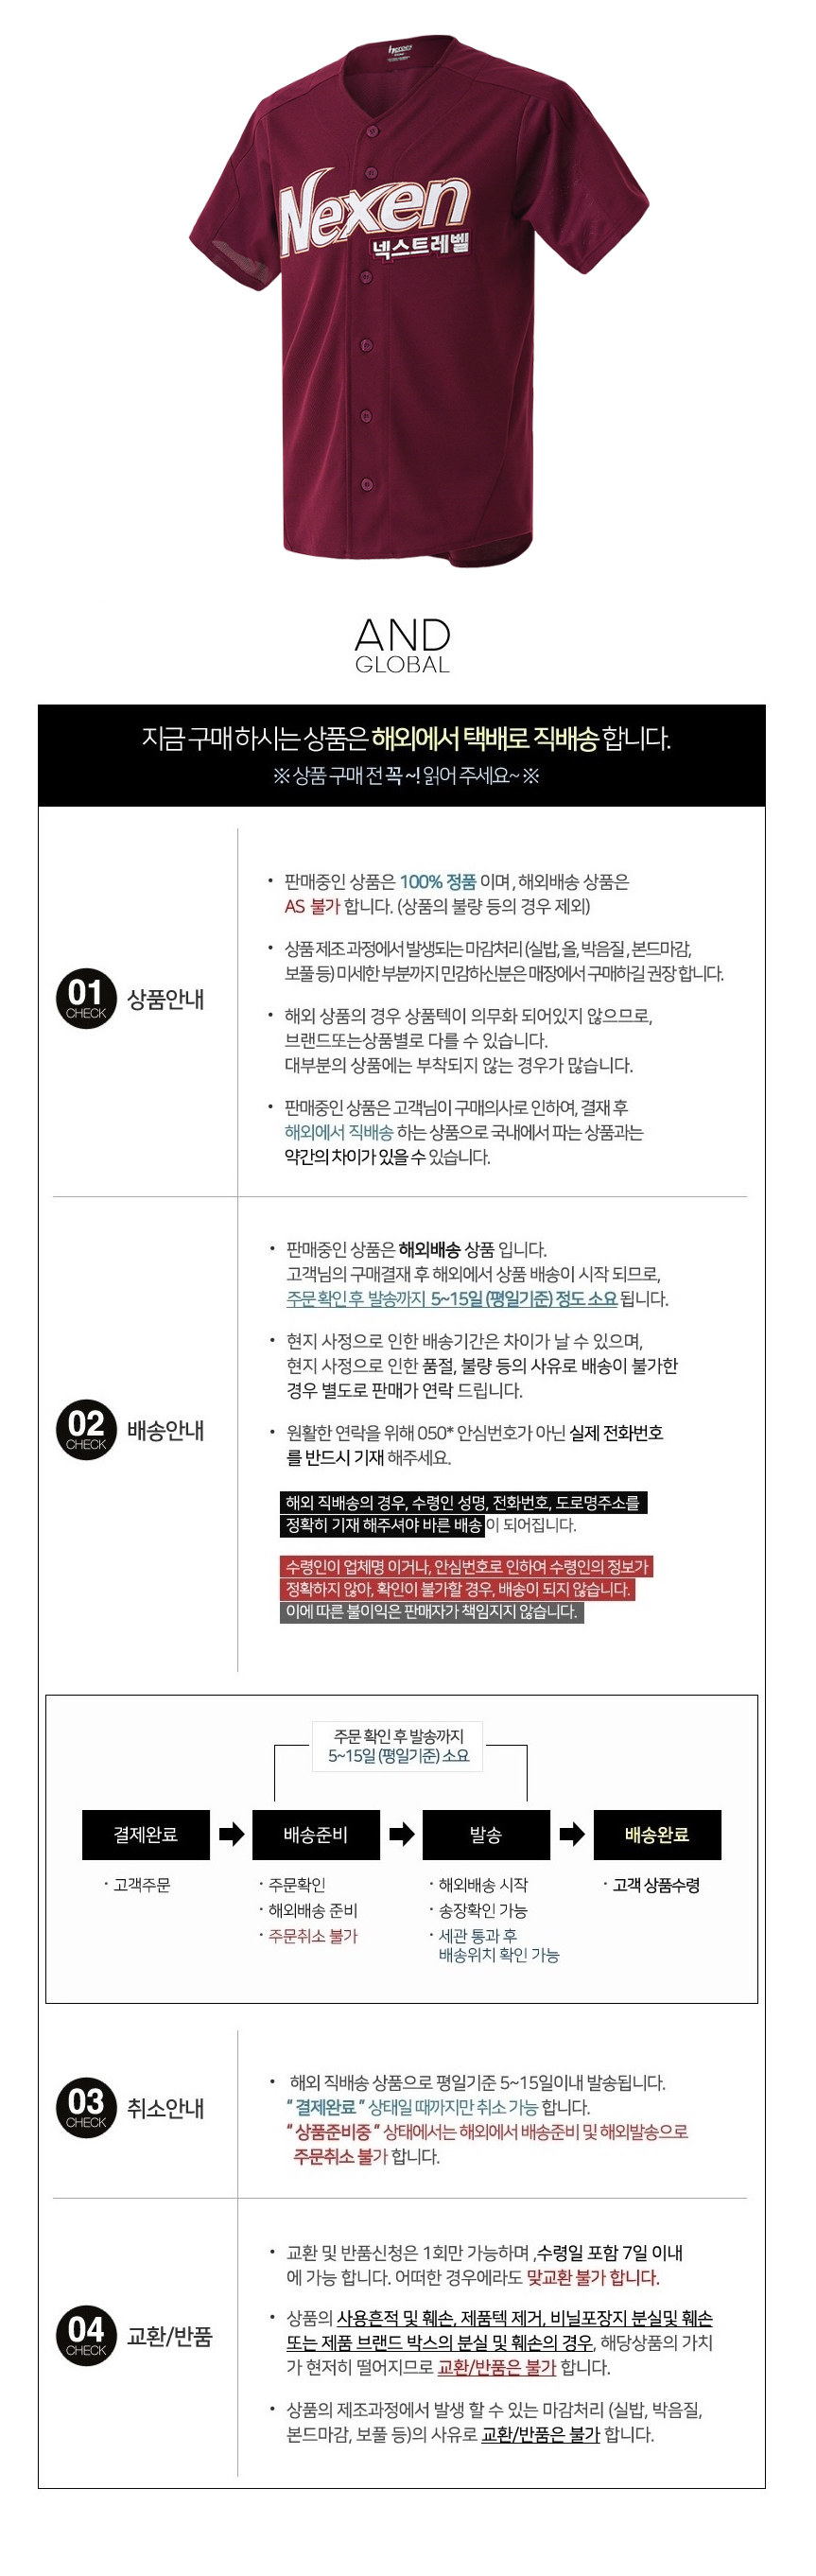 heroes
Nexen
넥스트레벨
AND
GLOBAL
지금 구매 하시는 상품은 해외에서 택배로 직배송 합니다.
※ 상품 구매 전 꼭 ~! 읽어 주세요~ ※
01
CHECK
상품안내
• 판매중인 상품은 100% 정품 이며 , 해외배송 상품은
AS 불가 합니다. (상품의 불량 등의 경우 제외)
• 상품 제조 과정에서 발생되는 마감처리 (실밥, 올, 박음질 , 본드마감,
보풀 등) 미세한 부분까지 민감하신분은 매장에서 구매하길 권장 합니다.
• 해외 상품의 경우 상품텍이 의무화 되어있지 않으므로,
브랜드또는상품별로 다를 수 있습니다.
대부분의 상품에는 부착되지 않는 경우가 많습니다.
• 판매중인 상품은 고객님이 구매의사로 인하여, 결재 후
해외에서 직배송 하는 상품으로 국내에서 파는 상품과는
약간의 차이가 있을 수 있습니다.
02
CHECK
배송안내
• 판매중인 상품은 해외배송 상품 입니다.
고객님의 구매결재 후 해외에서 상품 배송이 시작 되므로,
주문 확인 후 발송까지 5~15일 (평일기준) 정도 소요 됩니다.
• 현지 사정으로 인한 배송기간은 차이가 날 수 있으며,
현지 사정으로 인한 품절, 불량 등의 사유로 배송이 불가한
경우 별도로 판매가 연락 드립니다.
• 원활한 연락을 위해 050* 안심번호가 아닌 실제 전화번호
를 반드시 기재 해주세요.
해외 직배송의 경우, 수령인 성명, 전화번호, 도로명주소를
정확히 기재 해주셔야 바른 배송이 되어집니다.
수령인이 업체명 이거나, 안심번호로 인하여 수령인의 정보가
정확하지 않아, 확인이 불가할 경우, 배송이 되지 않습니다.
이에 따른 불이익은 판매자가 책임지지 않습니다.
주문 확인 후 발송까지
5~15일 (평일기준) 소요
결제완료
배송준비
발송
배송완료
· 고객주문
· 주문확인
· 해외배송 준비
· 주문취소 불가
· 해외배송 시작
· 송장확인 가능
· 세관 통과 후
배송위치 확인 가능
· 고객 상품수령
03
CHECK
취소안내
• 해외 직배송 상품으로 평일기준 5~15일이내 발송됩니다.
" 결제완료 " 상태일 때까지만 취소 가능 합니다.
" 상품준비중 " 상태에서는 해외에서 배송준비 및 해외발송으로
주문취소 불가 합니다.
04
CHECK
교환/반품
• 교환 및 반품신청은 1회만 가능하며 ,수령일 포함 7일 이내
에 가능 합니다. 어떠한 경우에라도 맞교환 불가 합니다.
• 상품의 사용흔적 및 훼손, 제품텍 제거, 비닐포장지 분실및 훼손
또는 제품 브랜드 박스의 분실 및 훼손의 경우, 해당상품의 가치
가 현저히 떨어지므로 교환/반품은 불가 합니다.
• 상품의 제조과정에서 발생 할 수 있는 마감처리 (실밥, 박음질,
본드마감, 보풀 등)의 사유로 교환/반품은 불가 합니다.